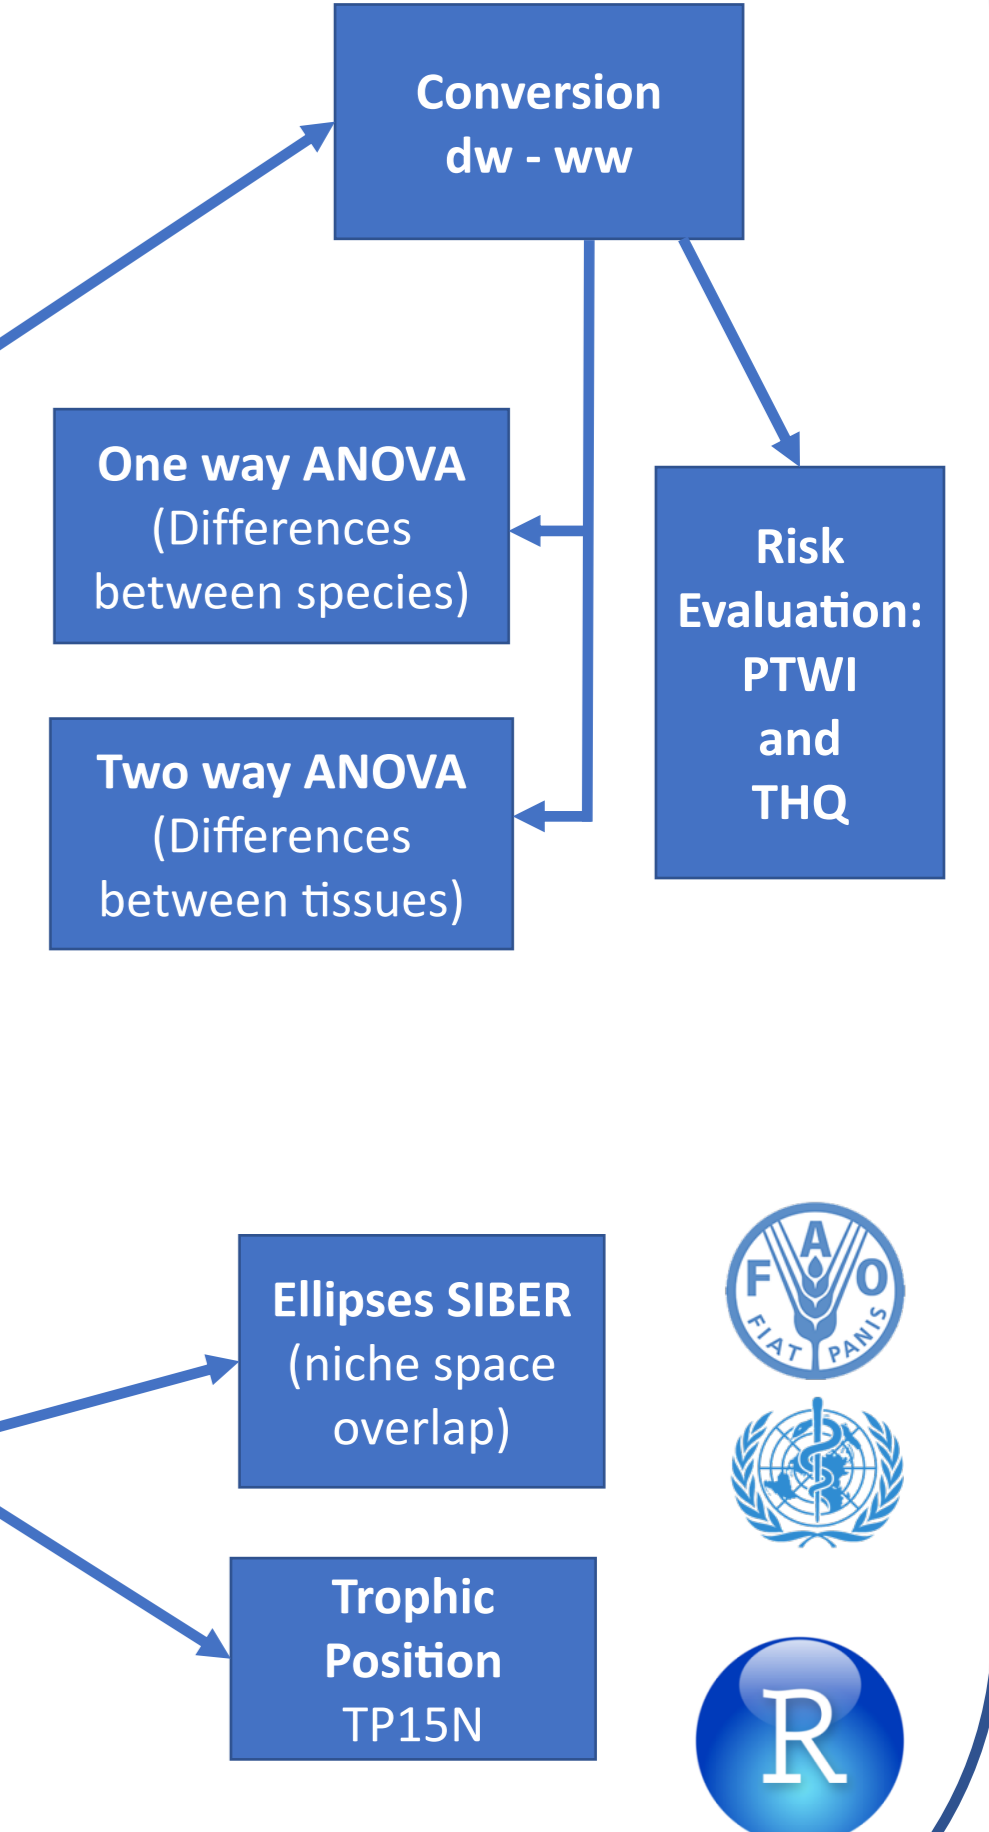 Conversion
dw - ww
One way ANOVA
(Differences
between species)
Risk
Evaluation:
PTWI
and
THQ
Two way ANOVA
(Differences
between tissues)
Ellipses SIBER
(niche space
overlap)
F A O
FIAT PANIS
Trophic
Position
TP15N
R